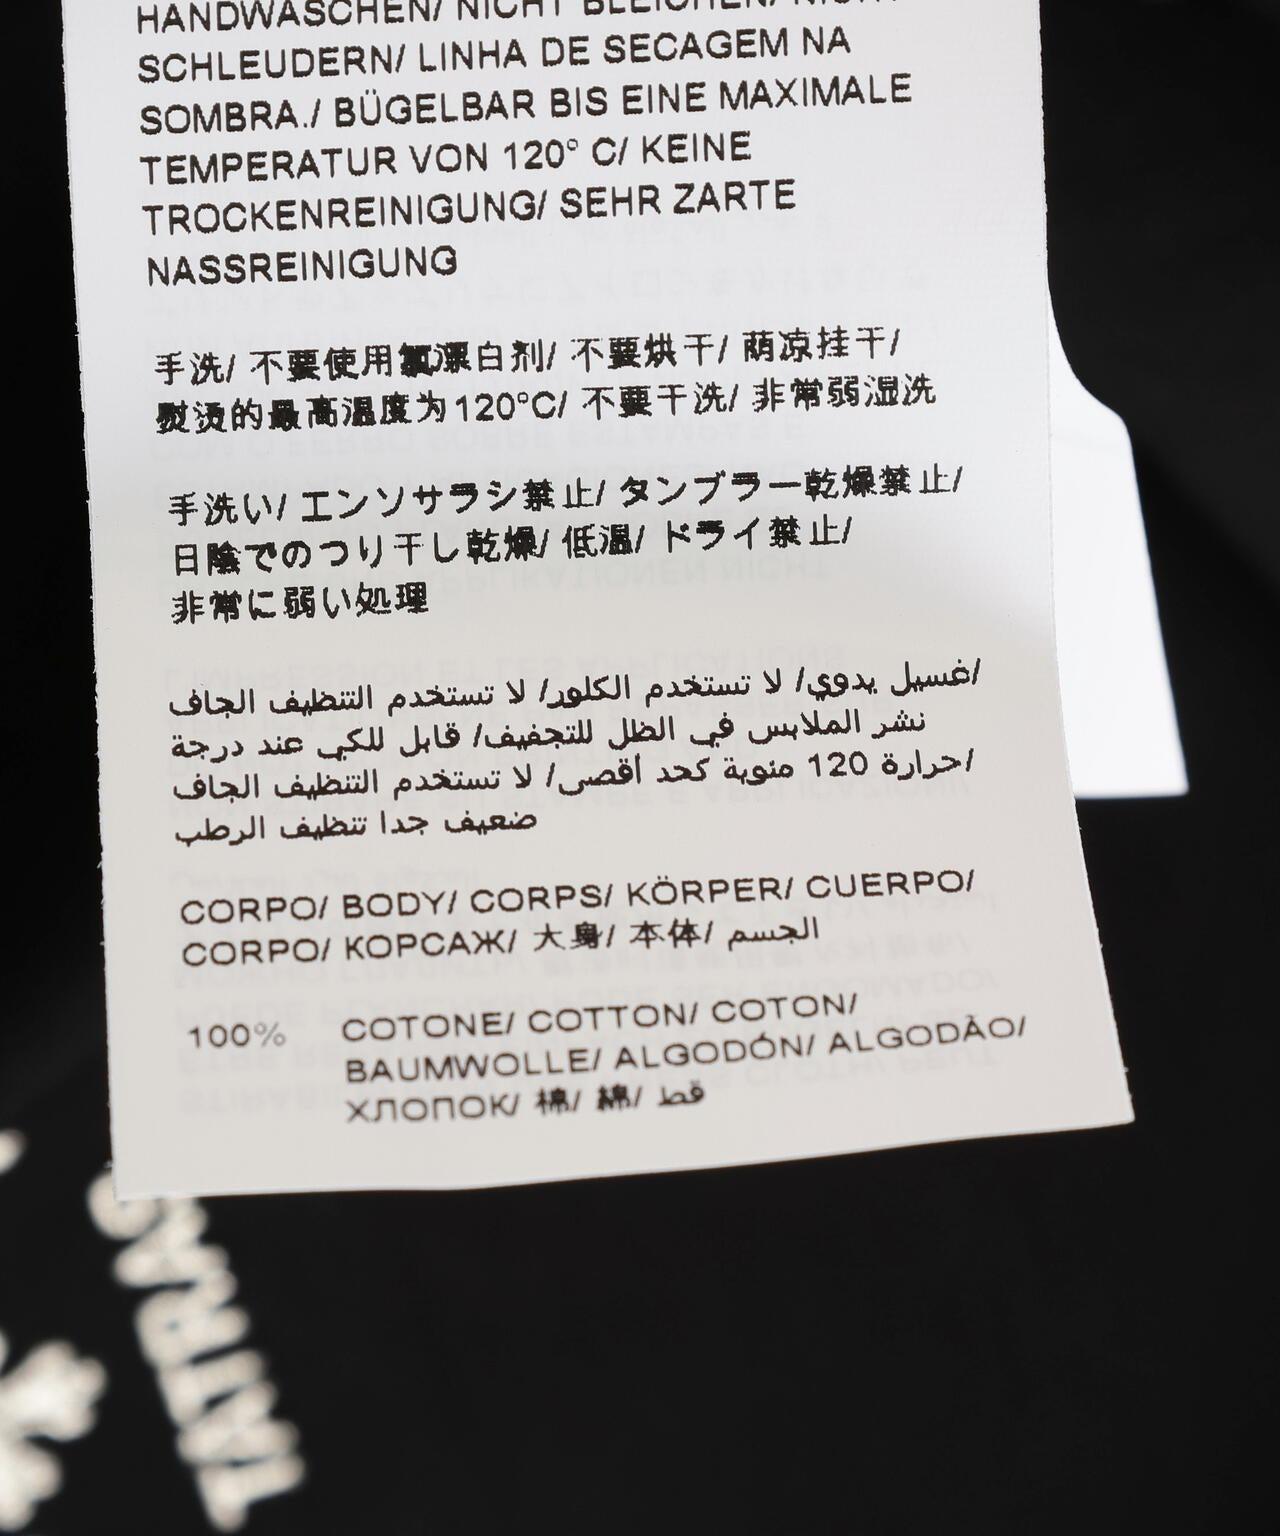 HANDWASCHEN/ NICHT BLEICHEN/ NICHT
SCHLEUDERN/ LINHA DE SECAGEM NA
SOMBRA./ BÜGELBAR BIS EINE MAXIMALE
TEMPERATUR VON 120° C/ KEINE
TROCKENREINIGUNG/ SEHR ZARTE
NASSREINIGUNG
手洗/ 不要使用氯漂白剂/ 不要烘干/ 荫凉挂干/
熨烫的最高温度为120°C/ 不要干洗/ 非常弱湿洗
手洗い/ エンソサラシ禁止/ タンブラー乾燥禁止/
日陰でのつり干し乾燥/ 低温/ ドライ禁止/
非常に弱い処理
غسيل يدوي/ لا تستخدم الكلور/ لا تستخدم التنظيف الجاف/
نشر الملابس في الظل للتجفيف/ قابل للكي عند درجة
حرارة 120 مئوية كحد أقصى/ لا تستخدم التنظيف الجاف/
ضعيف جدا تنظيف الرطب
CORPO/ BODY/ CORPS/ KÖRPER/ CUERPO/
CORPO/ КОРСАЖ/ 大身/ 本体/ الجسم
100% COTONE/ COTTON/ COTON/
BAUMWOLLE/ ALGODÓN/ ALGODÃO/
ХЛОПОК/ 棉/ 綿/ قط